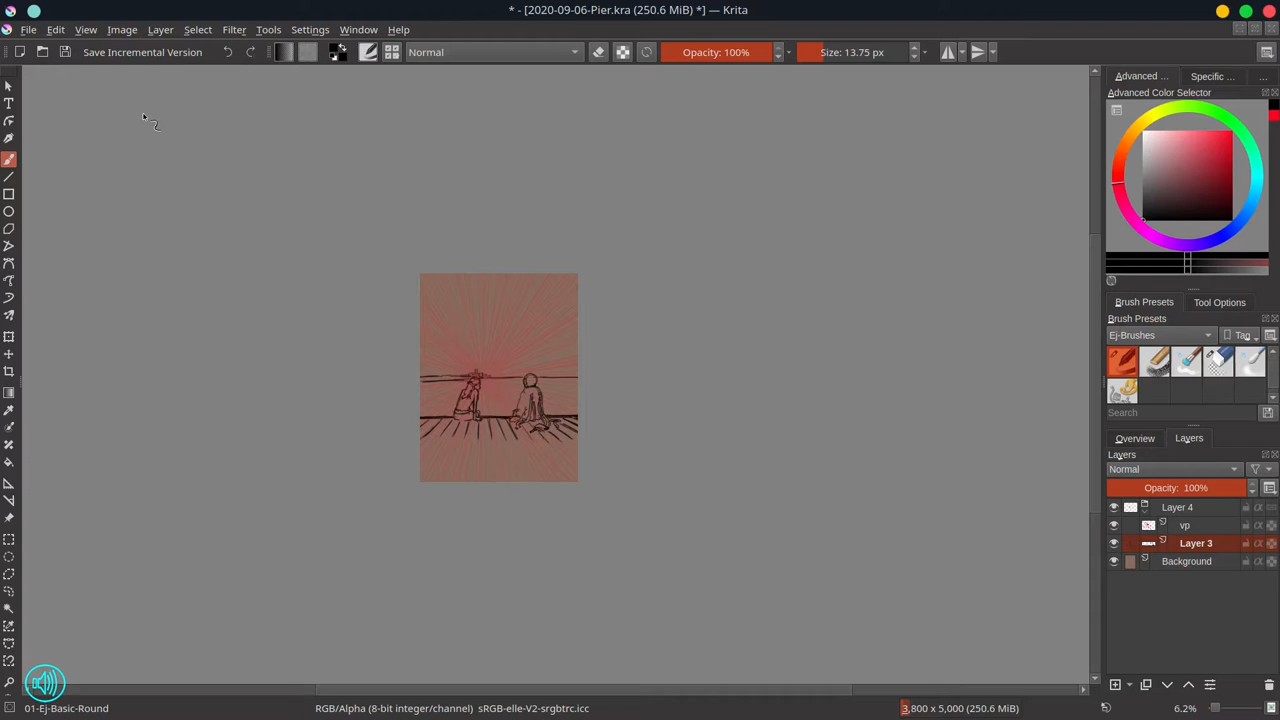 * - [2020-09-06-Pier.kra (250.6 MiB) *] — Krita
File Edit View Image Layer Select Filter Tools Settings Window Help
Save Incremental Version Normal Opacity: 100% Size: 13.75 px
Advanced ... Specific ... ...
Advanced Color Selector
Brush Presets Tool Options
Brush Presets
Ej-Brushes Tag
Search
Overview Layers
Layers
Normal
Opacity: 100%
Layer 4
vp
Layer 3
Background
01-Ej-Basic-Round RGB/Alpha (8-bit integer/channel) sRGB-elle-V2-srgbtrc.icc 3,800 x 5,000 (250.6 MiB) 6.2%